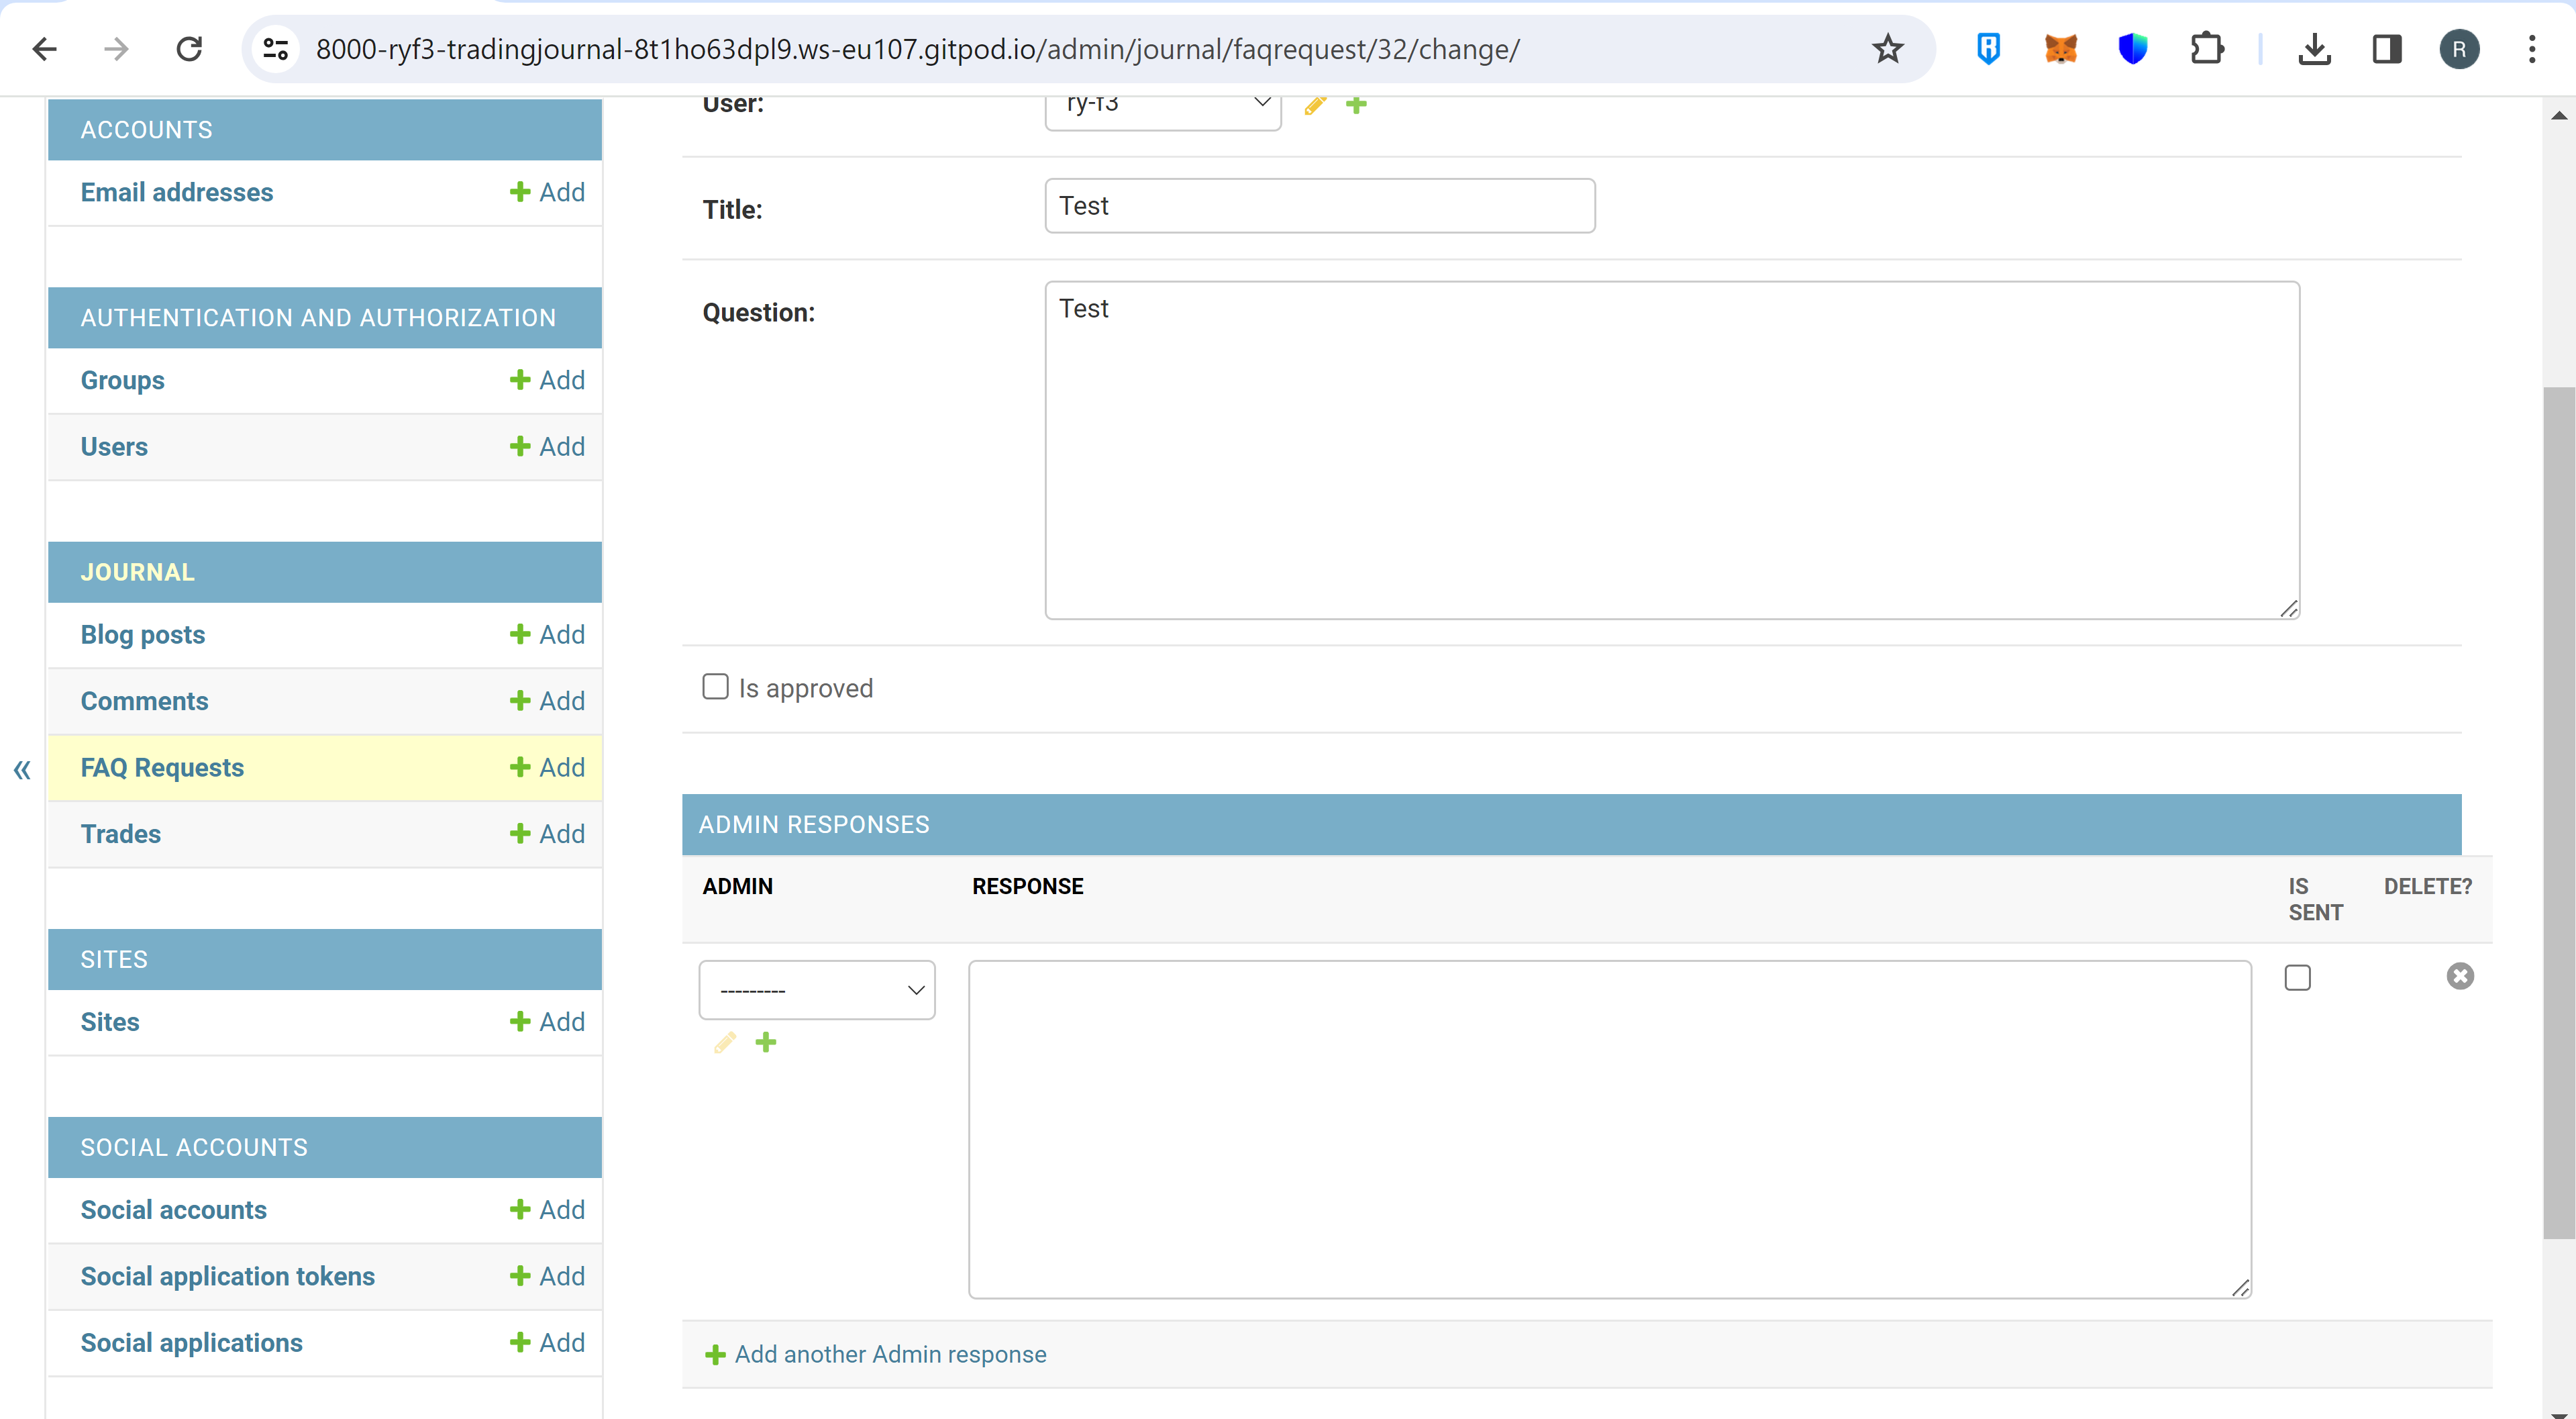 8000-ryf3-tradingjournal-8t1ho63dpl9.ws-eu107.gitpod.io/admin/journal/faqrequest/32/change/
R
ACCOUNTS
Email addresses Add
AUTHENTICATION AND AUTHORIZATION
Groups Add
Users Add
JOURNAL
Blog posts Add
Comments Add
FAQ Requests Add
Trades Add
SITES
Sites Add
SOCIAL ACCOUNTS
Social accounts Add
Social application tokens Add
Social applications Add
«
User: ry-f3
Title: Test
Question: Test
Is approved
ADMIN RESPONSES
ADMIN RESPONSE IS SENT DELETE?
---------
Add another Admin response